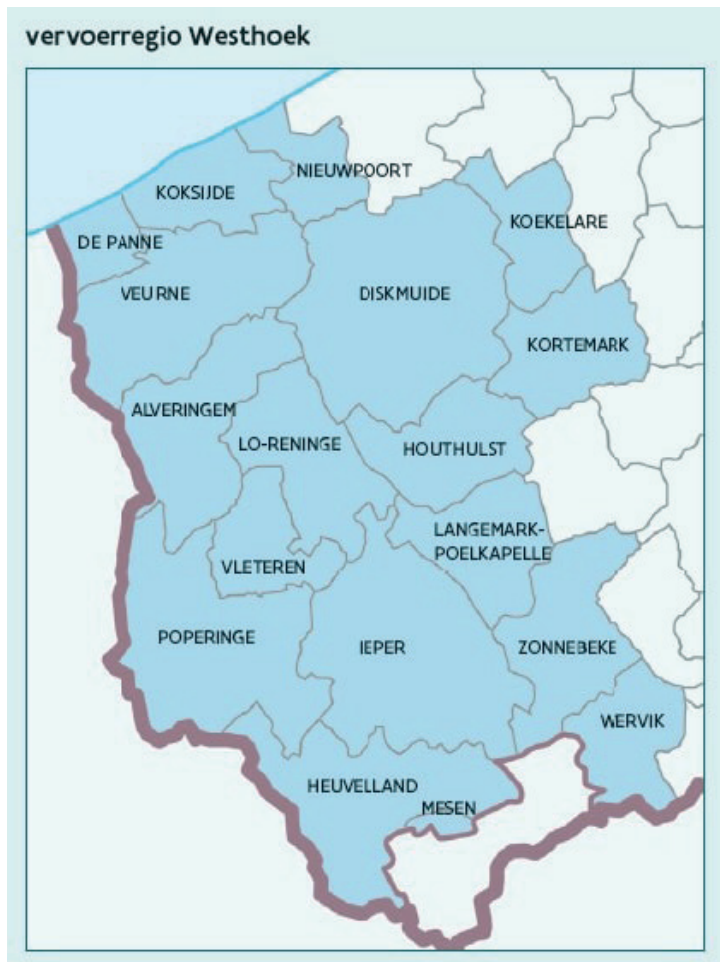 vervoerregio Westhoek
NIEUWPOORT
KOKSIJDE
KOEKELARE
DE PANNE
VEURNE
DISKMUIDE
KORTEMARK
ALVERINGEM
LO-RENINGE
HOUTHULST
LANGEMARK-
POELKAPELLE
VLETEREN
POPERINGE
IEPER
ZONNEBEKE
WERVIK
HEUVELLAND
MESEN